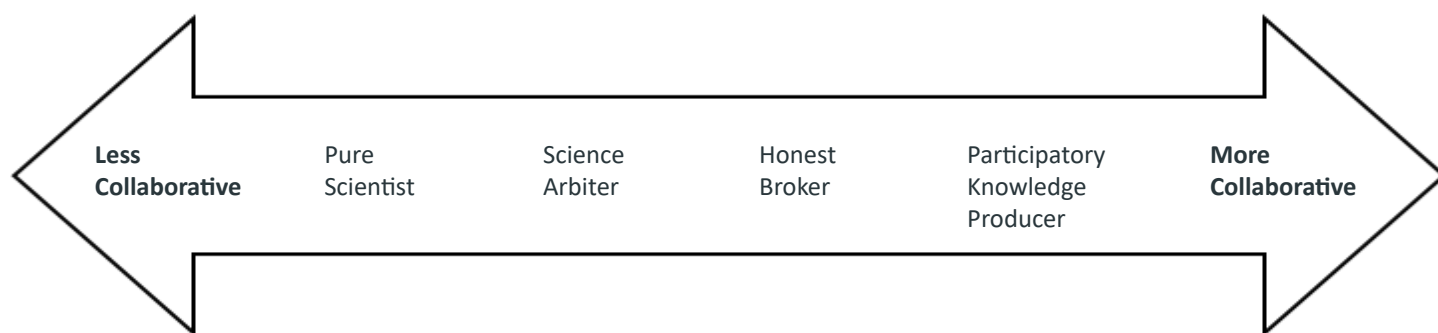 Less
Collaborative
Pure
Scientist
Science
Arbiter
Honest
Broker
Participatory
Knowledge
Producer
More
Collaborative